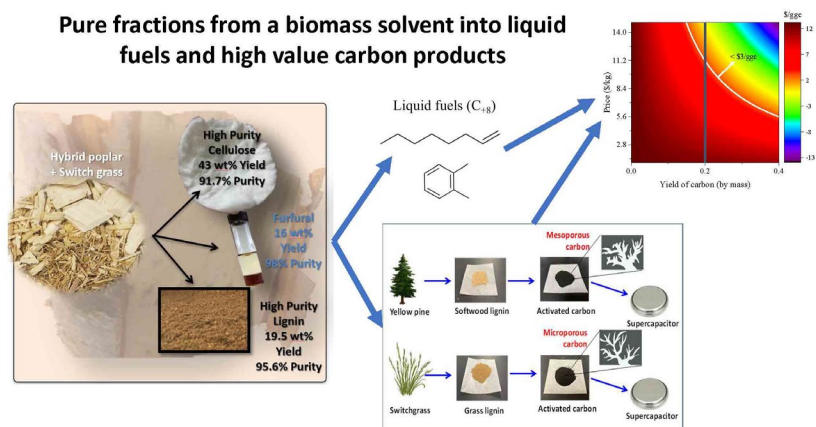 Pure fractions from a biomass solvent into liquid
fuels and high value carbon products
Hybrid poplar
+ Switch grass
High Purity
Cellulose
43 wt% Yield
91.7% Purity
Furfural
16 wt%
Yield
98% Purity
High Purity
Lignin
19.5 wt%
Yield
95.6% Purity
Liquid fuels (C+8)
Price ($/kg)
14.0
11.2
8.4
5.6
2.8
0.0
0.2
0.4
Yield of carbon (by mass)
< $3/gge
$/gge
12
7
2
-3
-8
-13
Yellow pine
Softwood lignin
Mesoporous
carbon
Activated carbon
Supercapacitor
Switchgrass
Grass lignin
Microporous
carbon
Activated carbon
Supercapacitor